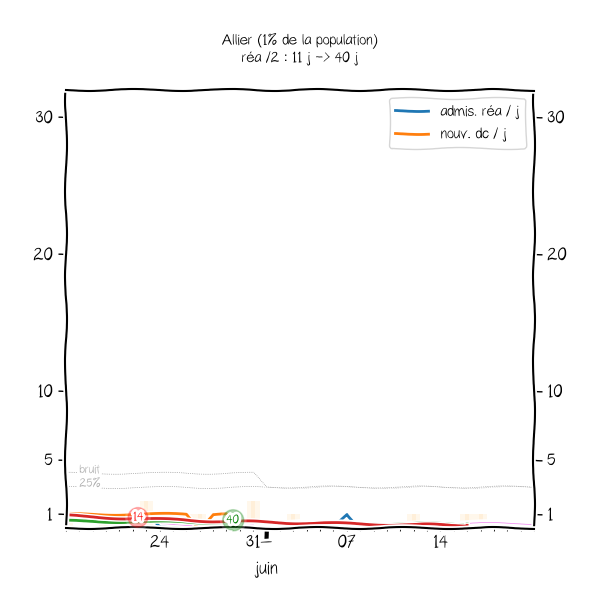 Allier (1% de la population)
réa /2 : 11 j -> 40 j
admis. réa / j
nouv. dc / j
30
30
20
20
10
10
5
5
bruit
25%
1
14
40
1
24
31
07
14
juin